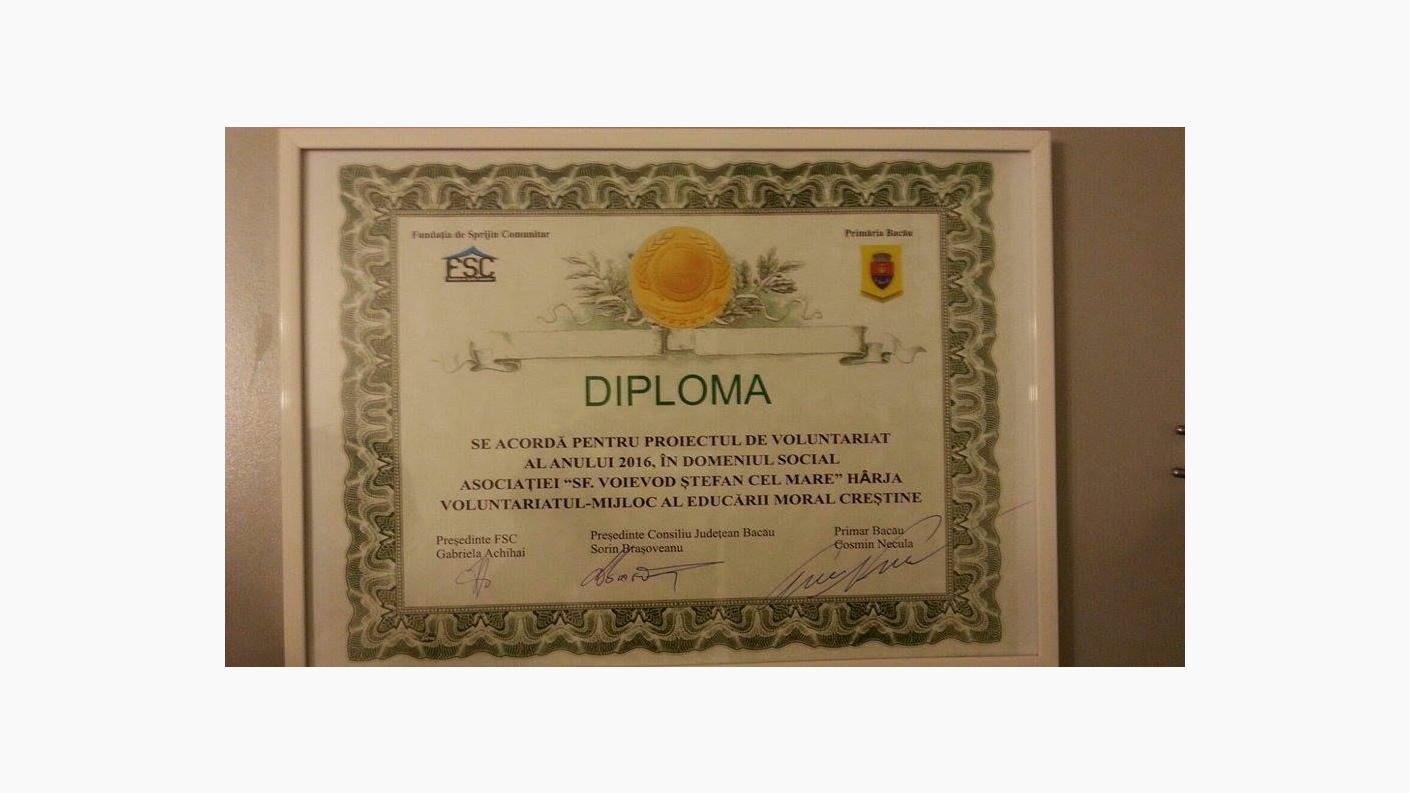 Fundația de Sprijin Comunitar
Primăria Bacău
FSC
DIPLOMA
SE ACORDĂ PENTRU PROIECTUL DE VOLUNTARIAT
AL ANULUI 2016, ÎN DOMENIUL SOCIAL
ASOCIAȚIEI “SF. VOIEVOD ȘTEFAN CEL MARE” HÂRJA
VOLUNTARIATUL-MIJLOC AL EDUCĂRII MORAL CREȘTINE
Președinte FSC
Gabriela Achihai
Președinte Consiliu Județean Bacău
Sorin Brașoveanu
Primar Bacău
Cosmin Necula